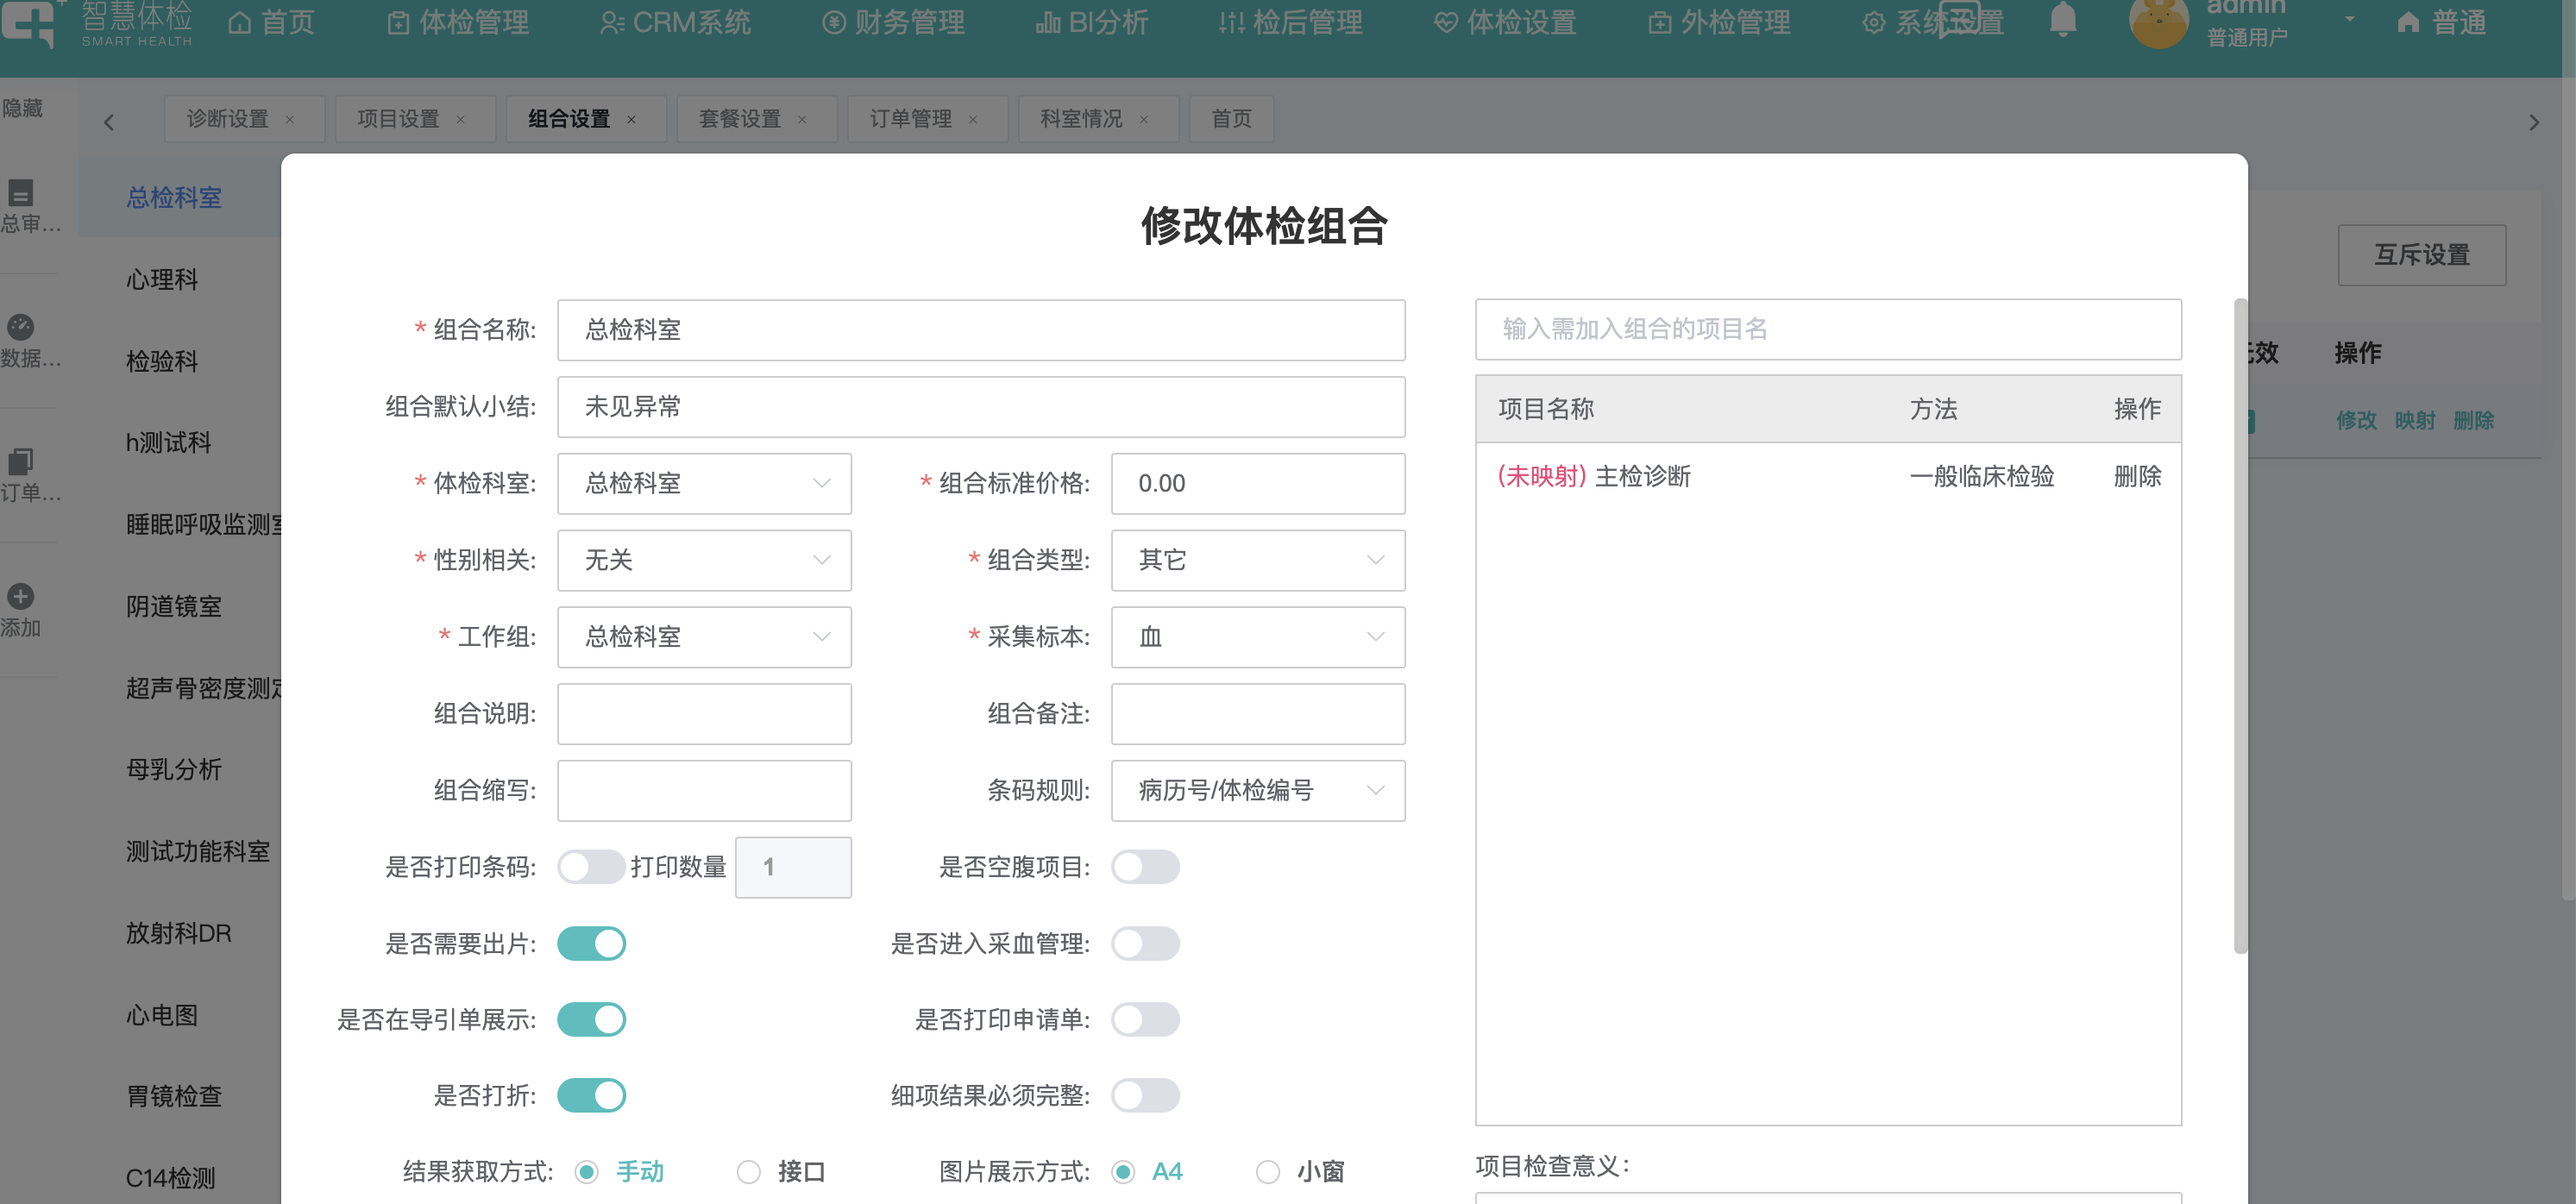 智慧体检
SMART HEALTH
首页
体检管理
CRM系统
财务管理
BI分析
检后管理
体检设置
外检管理
系统设置
admin
普通用户
普通
隐藏
诊断设置 ×
项目设置 ×
组合设置 ×
套餐设置 ×
订单管理 ×
科室情况 ×
首页
总审...
数据...
订单...
添加
总检科室
心理科
检验科
h测试科
睡眠呼吸监测室
阴道镜室
超声骨密度测定
母乳分析
测试功能科室
放射科DR
心电图
胃镜检查
C14检测
互斥设置
效 操作
修改 映射 删除
修改体检组合
* 组合名称: 总检科室
组合默认小结: 未见异常
* 体检科室: 总检科室
* 组合标准价格: 0.00
* 性别相关: 无关
* 组合类型: 其它
* 工作组: 总检科室
* 采集标本: 血
组合说明:
组合备注:
组合缩写:
条码规则: 病历号/体检编号
是否打印条码: 打印数量 1
是否空腹项目:
是否需要出片:
是否进入采血管理:
是否在导引单展示:
是否打印申请单:
是否打折:
细项结果必须完整:
结果获取方式: 手动 接口
图片展示方式: A4 小窗
输入需加入组合的项目名
项目名称 方法 操作
(未映射) 主检诊断 一般临床检验 删除
项目检查意义: